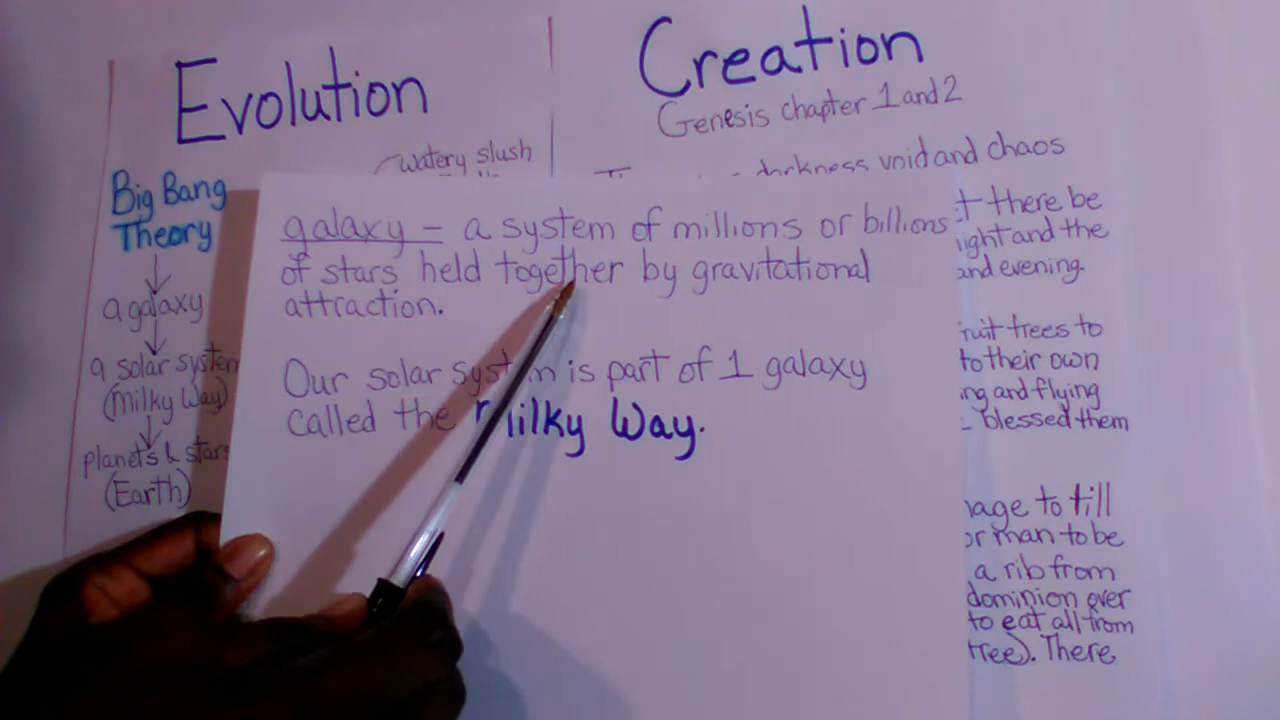 Evolution
Creation
Genesis chapter 1 and 2
watery slush
darkness void and chaos
Big Bang
Theory
a galaxy
a solar system
(Milky Way)
planets & stars
(Earth)
galaxy - a system of millions or billions
of stars held together by gravitational
attraction.
Our solar system is part of 1 galaxy
called the Milky Way.
t there be
ight and the
and evening.
ruit trees to
to their own
ng and flying
blessed them
age to till
or man to be
a rib from
dominion over
to eat all from
tree). There